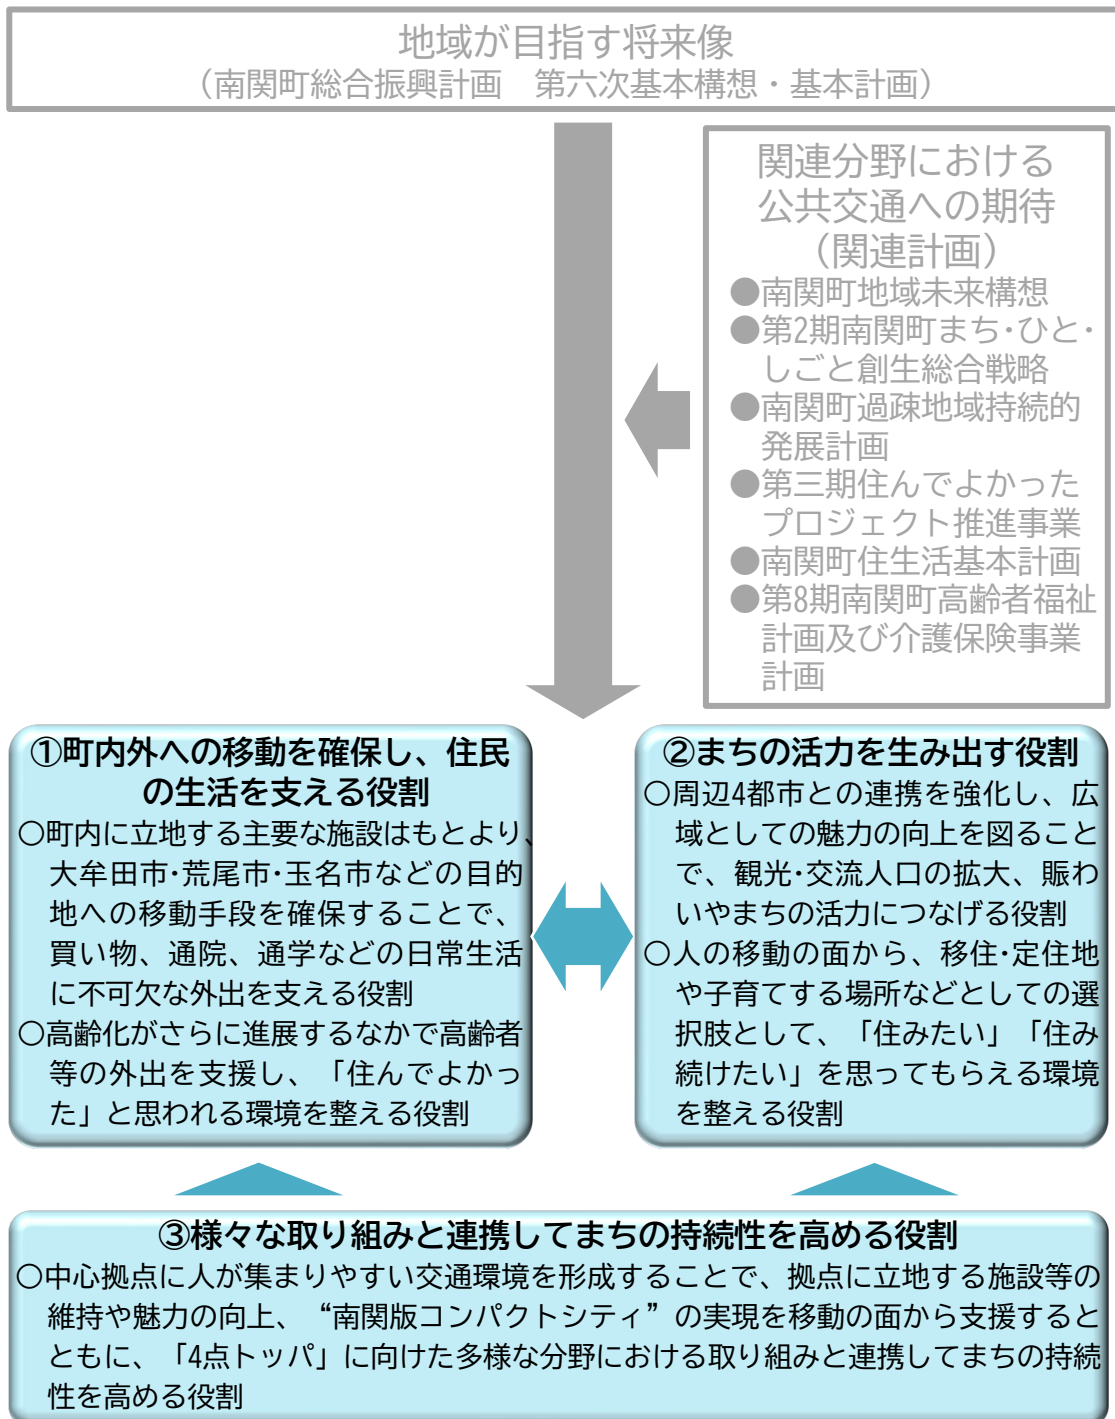 地域が目指す将来像
（南関町総合振興計画　第六次基本構想・基本計画）
関連分野における
公共交通への期待
（関連計画）
●南関町地域未来構想
●第2期南関町まち･ひと･
しごと創生総合戦略
●南関町過疎地域持続的
発展計画
●第三期住んでよかった
プロジェクト推進事業
●南関町住生活基本計画
●第8期南関町高齢者福祉
計画及び介護保険事業
計画
①町内外への移動を確保し、住民
の生活を支える役割
○町内に立地する主要な施設はもとより、
大牟田市･荒尾市･玉名市などの目的
地への移動手段を確保することで、
買い物、通院、通学などの日常生活
に不可欠な外出を支える役割
○高齢化がさらに進展するなかで高齢者
等の外出を支援し、「住んでよかっ
た」と思われる環境を整える役割
②まちの活力を生み出す役割
○周辺4都市との連携を強化し、広
域としての魅力の向上を図ること
で、観光･交流人口の拡大、賑わ
いやまちの活力につなげる役割
○人の移動の面から、移住･定住地
や子育てする場所などとしての選
択肢として、「住みたい」「住み
続けたい」を思ってもらえる環境
を整える役割
③様々な取り組みと連携してまちの持続性を高める役割
○中心拠点に人が集まりやすい交通環境を形成することで、拠点に立地する施設等の
維持や魅力の向上、“南関版コンパクトシティ”の実現を移動の面から支援すると
ともに、「4点トッパ」に向けた多様な分野における取り組みと連携してまちの持続
性を高める役割